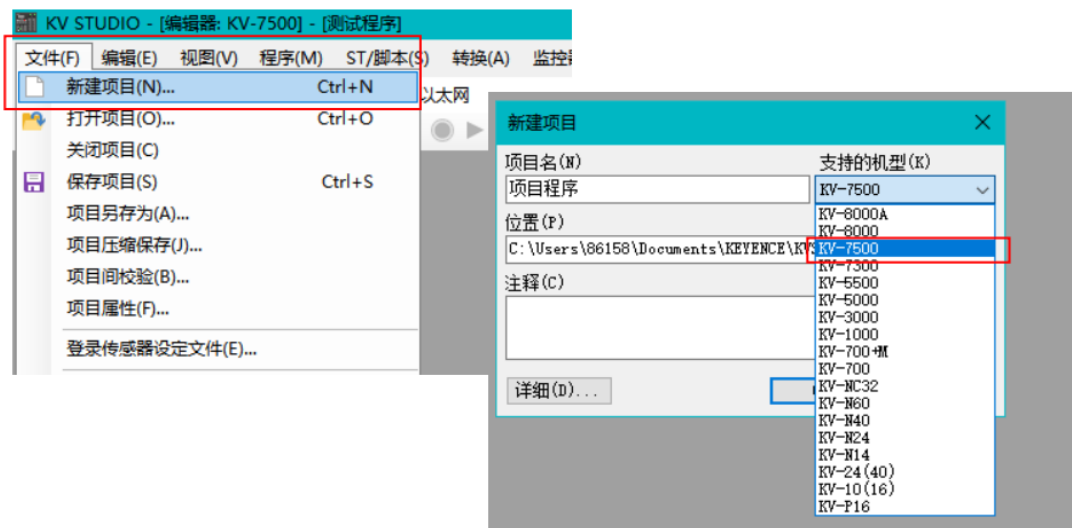 KV STUDIO - [编辑器: KV-7500] - [测试程序]
文件(F) 编辑(E) 视图(V) 程序(M) ST/脚本(S) 转换(A) 监控
新建项目(N)... Ctrl+N
以太网
打开项目(O)... Ctrl+O
关闭项目(C)
保存项目(S) Ctrl+S
项目另存为(A)...
项目压缩保存(J)...
项目间校验(B)...
项目属性(F)...
登录传感器设定文件(E)...
新建项目
项目名(N) 支持的机型(K)
项目程序 KV-7500
位置(P)
C:\Users\86158\Documents\KEYENCE\KVS
注释(C)
详细(D)...
KV-8000A
KV-8000
KV-7500
KV-7300
KV-5500
KV-5000
KV-3000
KV-1000
KV-700+M
KV-700
KV-NC32
KV-N60
KV-N40
KV-N24
KV-N14
KV-24(40)
KV-10(16)
KV-P16